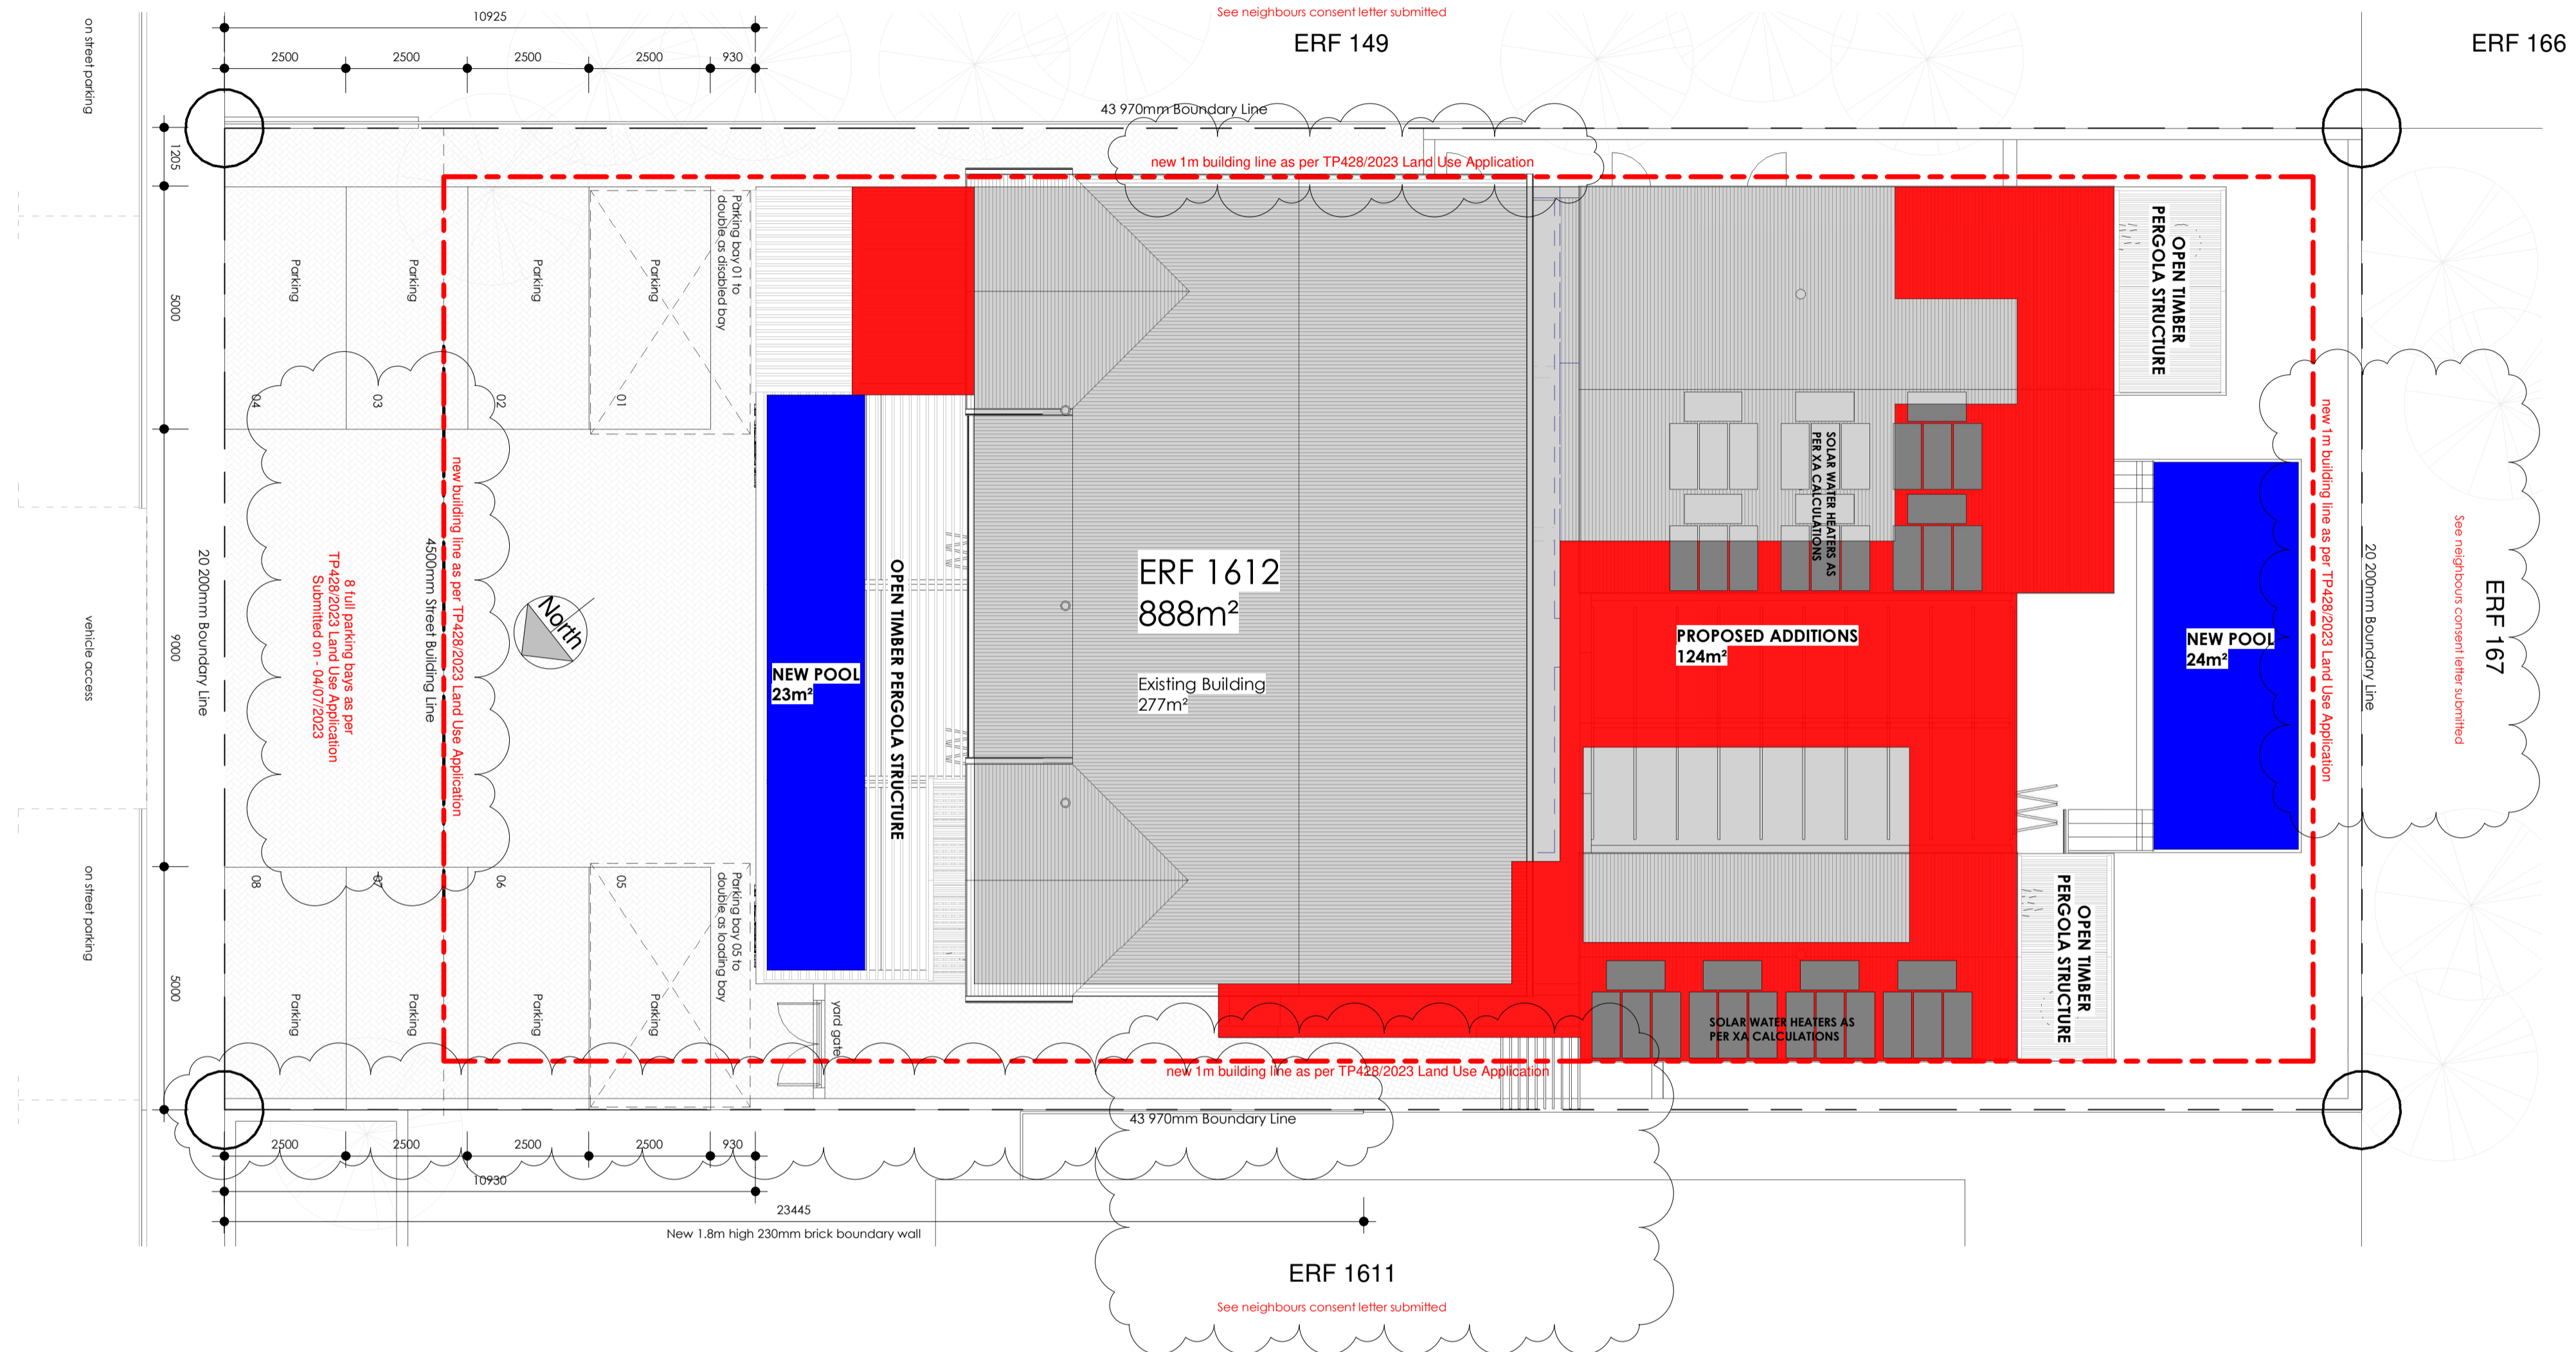 See neighbours consent letter submitted
ERF 149
ERF 166
10925
2500
2500
2500
2500
930
on street parking
43 970mm Boundary Line
new 1m building line as per TP428/2023 Land Use Application
1205
5000
9000
5000
Parking
Parking
Parking
Parking
Parking bay 01 to
double as disabled bay
04
03
02
01
OPEN TIMBER
PERGOLA STRUCTURE
SOLAR WATER HEATERS AS
PER XA CALCULATIONS
new building line as per TP428/2023 Land Use Application
4500mm Street Building Line
20 200mm Boundary Line
8 full parking bays as per
TP428/2023 Land Use Application
Submitted on - 04/07/2023
North
vehicle access
OPEN TIMBER PERGOLA STRUCTURE
NEW POOL
23m²
ERF 1612
888m²
Existing Building
277m²
PROPOSED ADDITIONS
124m²
NEW POOL
24m²
new 1m building line as per TP428/2023 Land Use Application
20 200mm Boundary Line
See neighbours consent letter submitted
ERF 167
on street parking
08
07
06
05
Parking
Parking
Parking
Parking
Parking bay 05 to
double as loading bay
yard gate
OPEN TIMBER
PERGOLA STRUCTURE
SOLAR WATER HEATERS AS
PER XA CALCULATIONS
new 1m building line as per TP428/2023 Land Use Application
43 970mm Boundary Line
2500
2500
2500
2500
930
10930
23445
New 1.8m high 230mm brick boundary wall
ERF 1611
See neighbours consent letter submitted